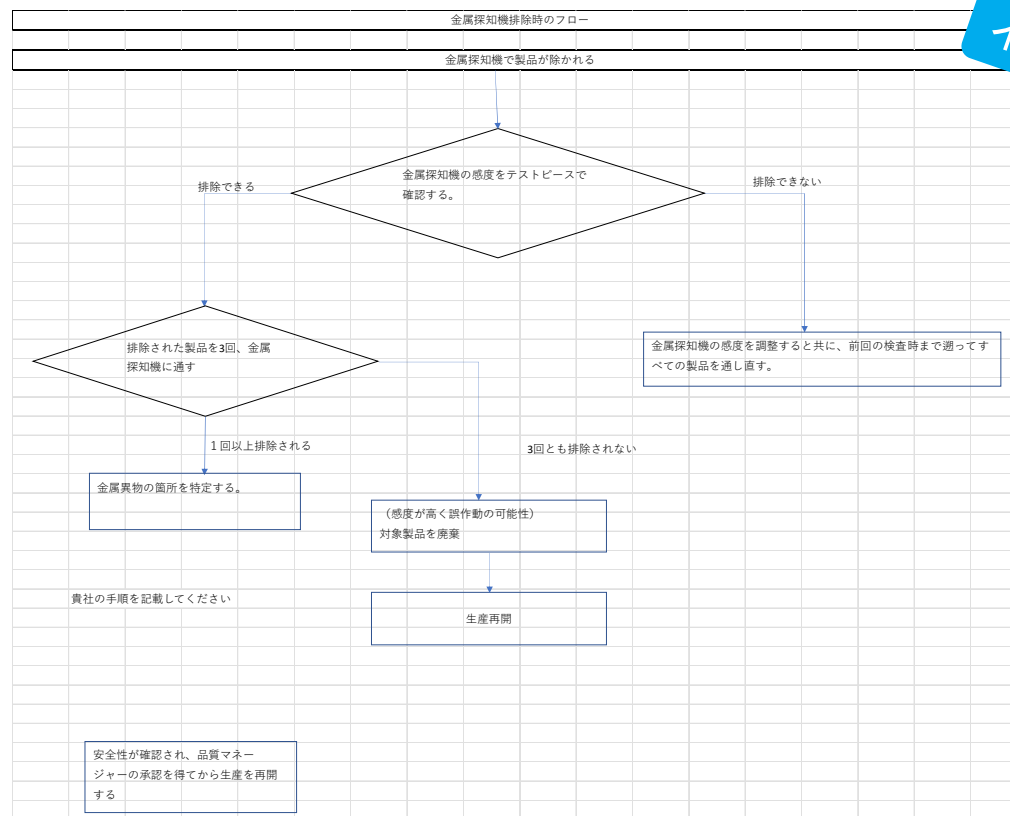 金属探知機排除時のフロー
金属探知機で製品が除かれる
金属探知機の感度をテストピースで
確認する。
排除できる
排除できない
排除された製品を3回、金属
探知機に通す
金属探知機の感度を調整すると共に、前回の検査時まで遡ってす
べての製品を通し直す。
１回以上排除される
3回とも排除されない
金属異物の箇所を特定する。
（感度が高く誤作動の可能性）
対象製品を廃棄
貴社の手順を記載してください
生産再開
安全性が確認され、品質マネー
ジャーの承認を得てから生産を再開
する